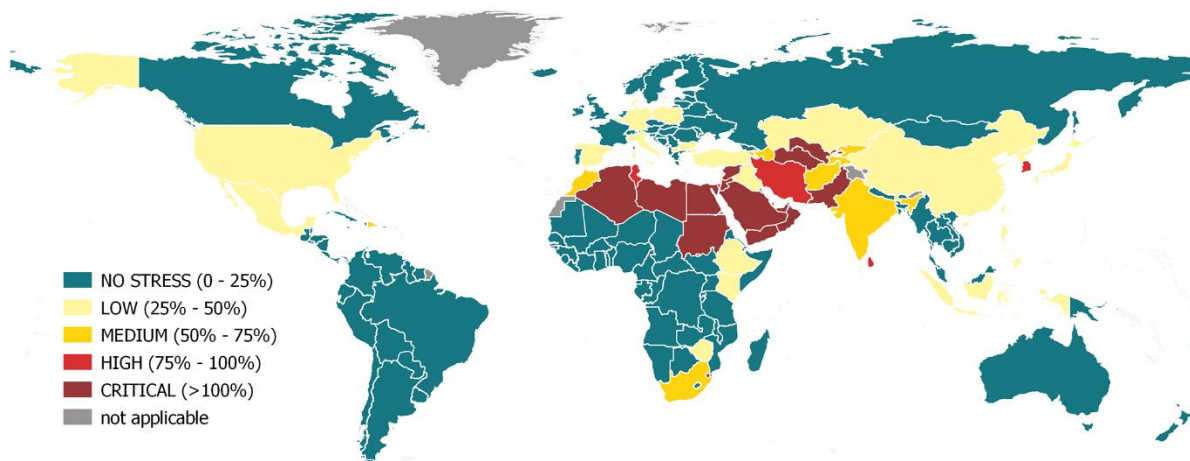 NO STRESS (0 - 25%)
LOW (25% - 50%)
MEDIUM (50% - 75%)
HIGH (75% - 100%)
CRITICAL (>100%)
not applicable